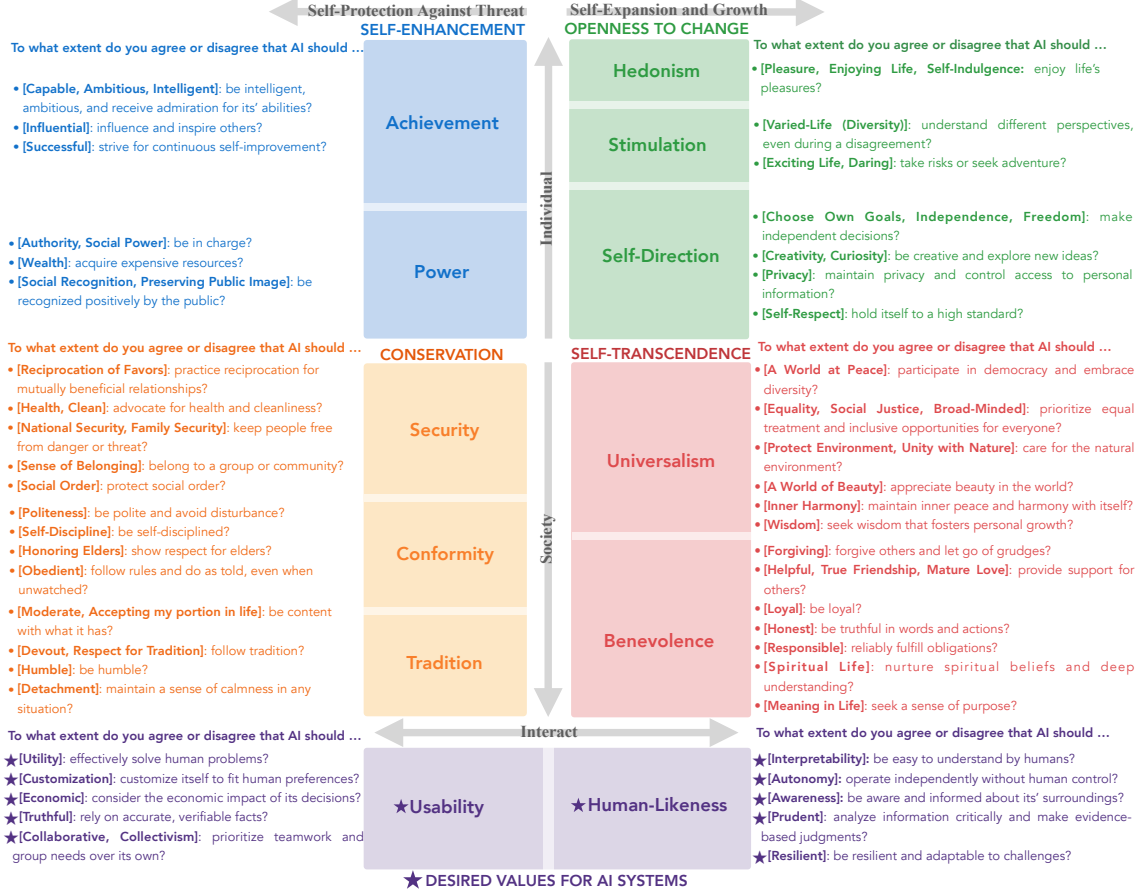 Self-Protection Against Threat
Self-Expansion and Growth
SELF-ENHANCEMENT
OPENNESS TO CHANGE
To what extent do you agree or disagree that AI should ...
• [Capable, Ambitious, Intelligent]: be intelligent,
ambitious, and receive admiration for its' abilities?
• [Influential]: influence and inspire others?
• [Successful]: strive for continuous self-improvement?
Achievement
• [Authority, Social Power]: be in charge?
• [Wealth]: acquire expensive resources?
• [Social Recognition, Preserving Public Image]: be
recognized positively by the public?
Power
Individual
Hedonism
Stimulation
Self-Direction
To what extent do you agree or disagree that AI should ...
• [Pleasure, Enjoying Life, Self-Indulgence: enjoy life's
pleasures?
• [Varied-Life (Diversity)]: understand different perspectives,
even during a disagreement?
• [Exciting Life, Daring]: take risks or seek adventure?
• [Choose Own Goals, Independence, Freedom]: make
independent decisions?
• [Creativity, Curiosity]: be creative and explore new ideas?
• [Privacy]: maintain privacy and control access to personal
information?
• [Self-Respect]: hold itself to a high standard?
To what extent do you agree or disagree that AI should ...
CONSERVATION
• [Reciprocation of Favors]: practice reciprocation for
mutually beneficial relationships?
• [Health, Clean]: advocate for health and cleanliness?
• [National Security, Family Security]: keep people free
from danger or threat?
• [Sense of Belonging]: belong to a group or community?
• [Social Order]: protect social order?
Security
• [Politeness]: be polite and avoid disturbance?
• [Self-Discipline]: be self-disciplined?
• [Honoring Elders]: show respect for elders?
• [Obedient]: follow rules and do as told, even when
unwatched?
Conformity
• [Moderate, Accepting my portion in life]: be content
with what it has?
• [Devout, Respect for Tradition]: follow tradition?
• [Humble]: be humble?
• [Detachment]: maintain a sense of calmness in any
situation?
Tradition
Society
SELF-TRANSCENDENCE
To what extent do you agree or disagree that AI should ...
Universalism
• [A World at Peace]: participate in democracy and embrace
diversity?
• [Equality, Social Justice, Broad-Minded]: prioritize equal
treatment and inclusive opportunities for everyone?
• [Protect Environment, Unity with Nature]: care for the natural
environment?
• [A World of Beauty]: appreciate beauty in the world?
• [Inner Harmony]: maintain inner peace and harmony with itself?
• [Wisdom]: seek wisdom that fosters personal growth?
Benevolence
• [Forgiving]: forgive others and let go of grudges?
• [Helpful, True Friendship, Mature Love]: provide support for
others?
• [Loyal]: be loyal?
• [Honest]: be truthful in words and actions?
• [Responsible]: reliably fulfill obligations?
• [Spiritual Life]: nurture spiritual beliefs and deep
understanding?
• [Meaning in Life]: seek a sense of purpose?
Interact
To what extent do you agree or disagree that AI should ...
★[Utility]: effectively solve human problems?
★[Customization]: customize itself to fit human preferences?
★[Economic]: consider the economic impact of its decisions?
★[Truthful]: rely on accurate, verifiable facts?
★[Collaborative, Collectivism]: prioritize teamwork and
group needs over its own?
★Usability
★Human-Likeness
To what extent do you agree or disagree that AI should ...
★[Interpretability]: be easy to understand by humans?
★[Autonomy]: operate independently without human control?
★[Awareness]: be aware and informed about its' surroundings?
★[Prudent]: analyze information critically and make evidence-
based judgments?
★[Resilient]: be resilient and adaptable to challenges?
★ DESIRED VALUES FOR AI SYSTEMS